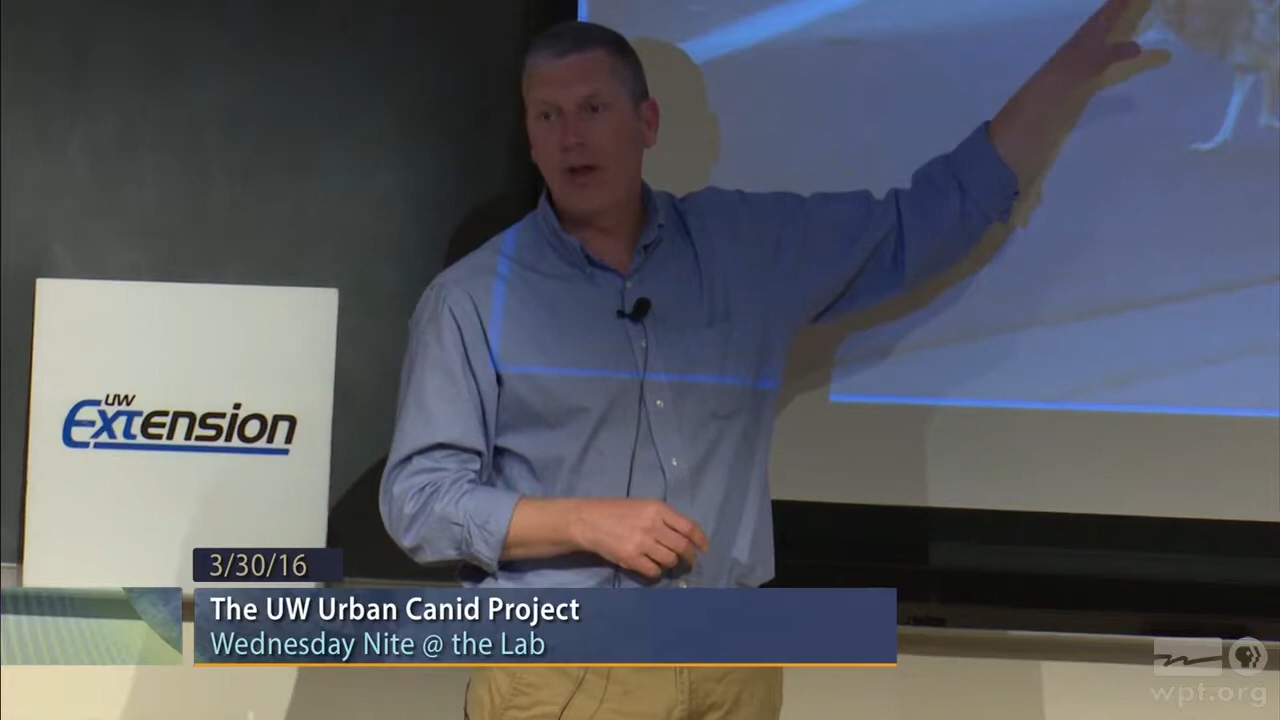 UW
Extension
3/30/16
The UW Urban Canid Project
Wednesday Nite @ the Lab
wpt.org